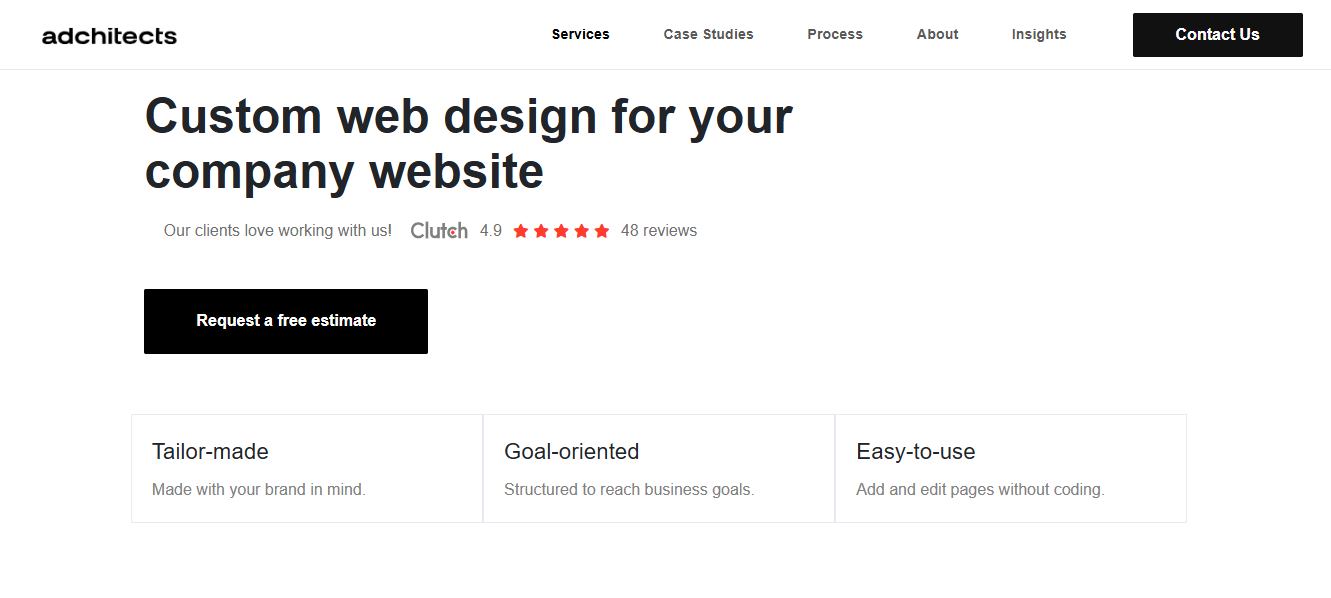 adchitects
Services Case Studies Process About Insights Contact Us
Custom web design for your
company website
Our clients love working with us! Clutch 4.9 48 reviews
Request a free estimate
Tailor-made Goal-oriented Easy-to-use
Made with your brand in mind. Structured to reach business goals. Add and edit pages without coding.